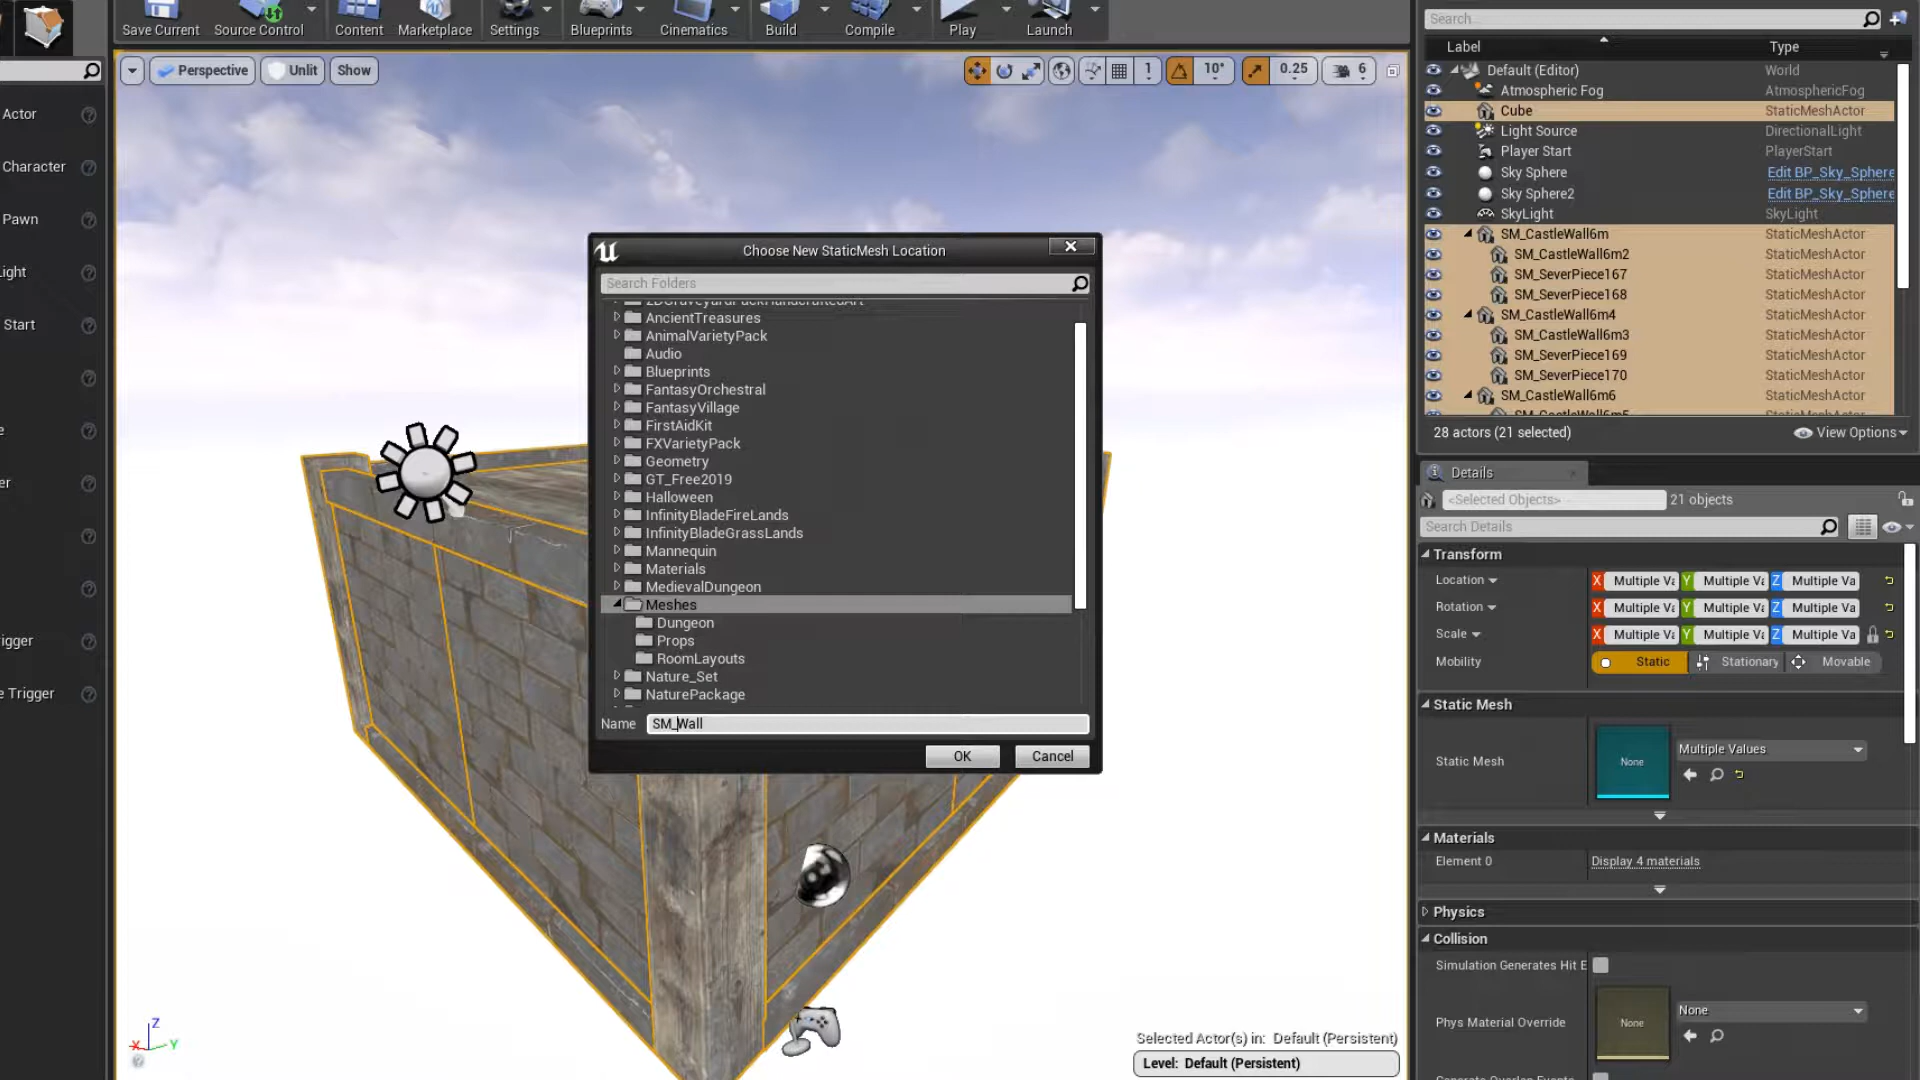 Save Current
Source Control
Content
Marketplace
Settings
Blueprints
Cinematics
Build
Compile
Play
Launch
Perspective
Unlit
Show
1
10°
0.25
6
Actor
Character
Pawn
Start
Trigger
Search...
Label
Type
Default (Editor)
World
Atmospheric Fog
AtmosphericFog
Cube
StaticMeshActor
Light Source
DirectionalLight
Player Start
PlayerStart
Sky Sphere
Edit BP_Sky_Sphere
Sky Sphere2
Edit BP_Sky_Sphere
SkyLight
SkyLight
SM_CastleWall6m
StaticMeshActor
SM_CastleWall6m2
StaticMeshActor
SM_SeverPiece167
StaticMeshActor
SM_SeverPiece168
StaticMeshActor
SM_CastleWall6m4
StaticMeshActor
SM_CastleWall6m3
StaticMeshActor
SM_SeverPiece169
StaticMeshActor
SM_SeverPiece170
StaticMeshActor
SM_CastleWall6m6
StaticMeshActor
28 actors (21 selected)
View Options
Choose New StaticMesh Location
Search Folders
AncientTreasures
AnimalVarietyPack
Audio
Blueprints
FantasyOrchestral
FantasyVillage
FirstAidKit
FXVarietyPack
Geometry
GT_Free2019
Halloween
InfinityBladeFireLands
InfinityBladeGrassLands
Mannequin
Materials
MedievalDungeon
Meshes
Dungeon
Props
RoomLayouts
Nature_Set
NaturePackage
Name
SM_Wall
OK
Cancel
Details
<Selected Objects>
21 objects
Search Details
Transform
Location
X Multiple Va
Y Multiple Va
Z Multiple Va
Rotation
X Multiple Va
Y Multiple Va
Z Multiple Va
Scale
X Multiple Va
Y Multiple Va
Z Multiple Va
Mobility
Static
Stationary
Movable
Static Mesh
Static Mesh
None
Multiple Values
Materials
Element 0
Display 4 materials
Physics
Collision
Simulation Generates Hit E
Phys Material Override
None
None
Z
X
Y
Selected Actor(s) in: Default (Persistent)
Level: Default (Persistent)